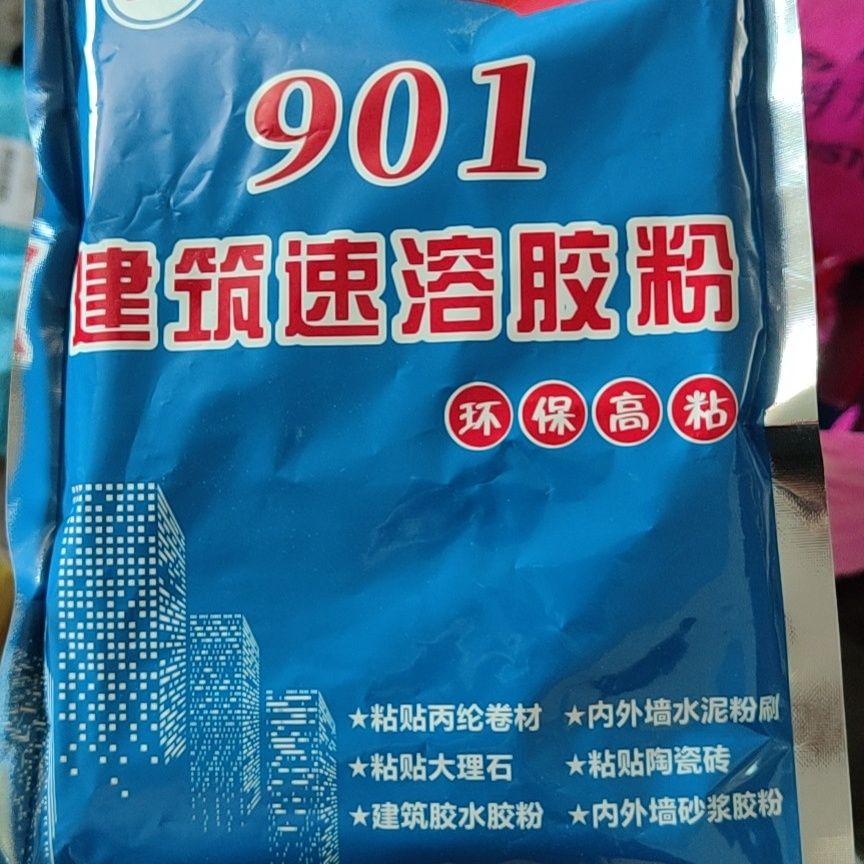 901
建筑速溶胶粉
环保高粘
★粘贴丙纶卷材 ★内外墙水泥粉刷
★粘贴大理石 ★粘贴陶瓷砖
★建筑胶水胶粉 ★内外墙砂浆胶粉